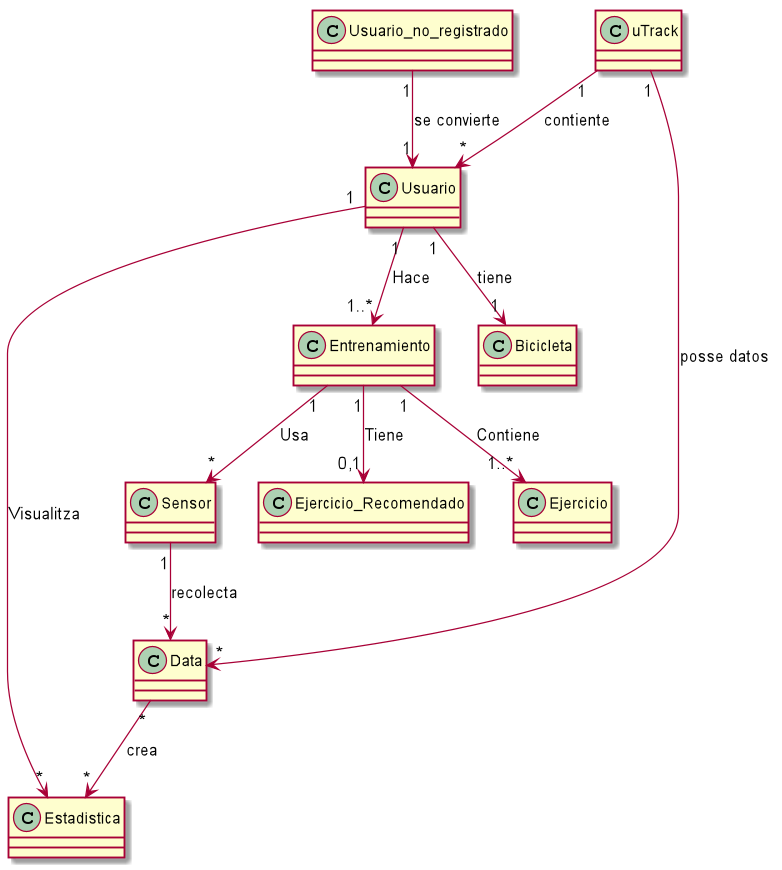 C Usuario_no_registrado
C uTrack
1
1
1
se convierte
contiente
1
*
C Usuario
1
1
1
Hace
tiene
1..*
1
C Entrenamiento
C Bicicleta
posse datos
1
1
1
Usa
Tiene
Contiene
*
0,1
1..*
C Sensor
C Ejercicio_Recomendado
C Ejercicio
Visualitza
1
recolecta
*
*
C Data
*
crea
*
*
C Estadistica